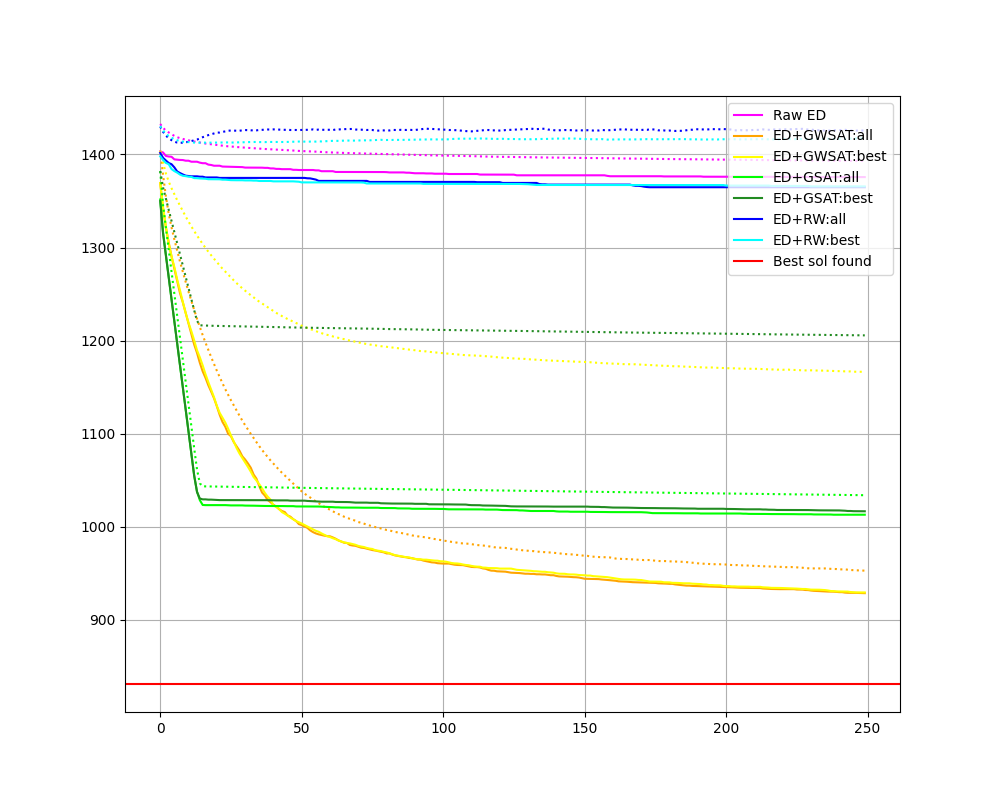 1400
1300
1200
1100
1000
900
0
50
100
150
200
250
Raw ED
ED+GWSAT:all
ED+GWSAT:best
ED+GSAT:all
ED+GSAT:best
ED+RW:all
ED+RW:best
Best sol found